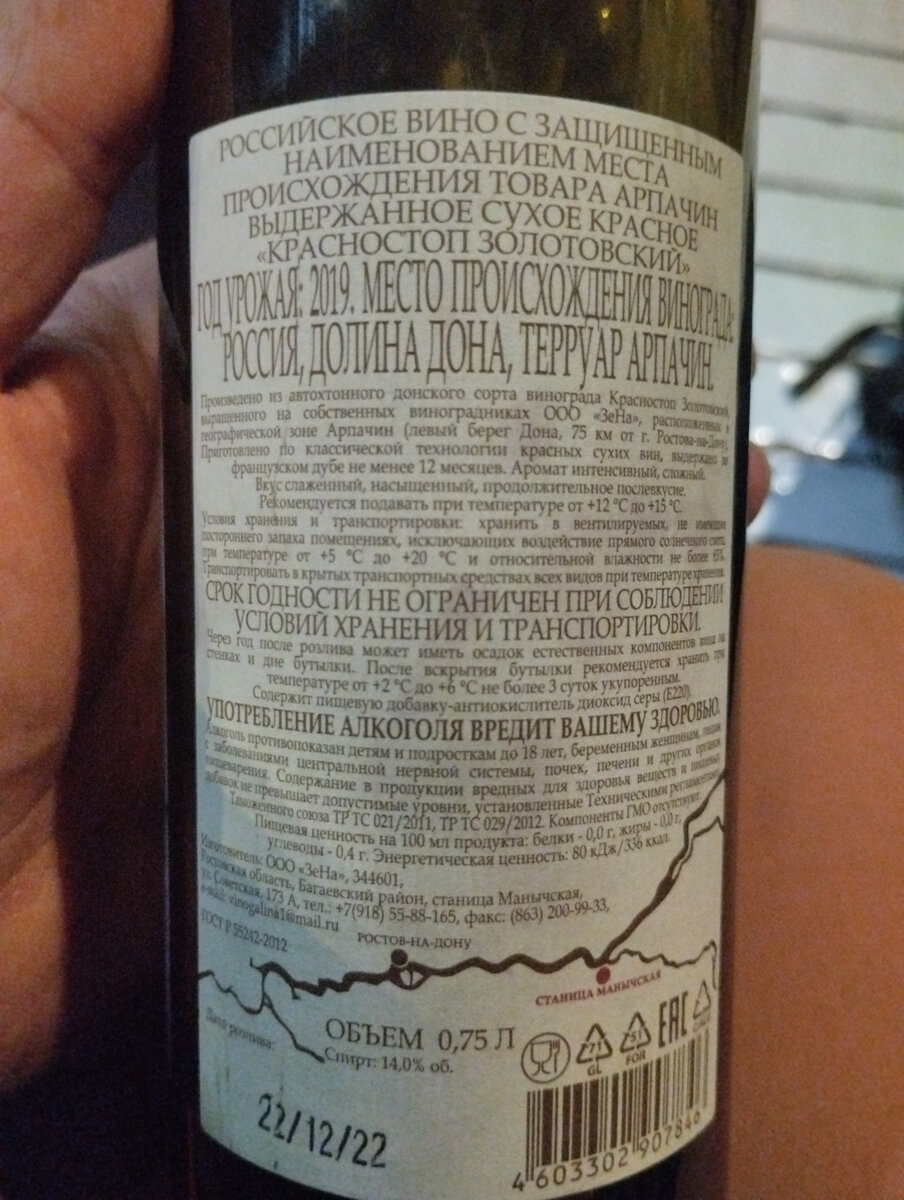 РОССИЙСКОЕ ВИНО С ЗАЩИЩЕННЫМ
НАИМЕНОВАНИЕМ МЕСТА
ПРОИСХОЖДЕНИЯ ТОВАРА АРПАЧИН
ВЫДЕРЖАННОЕ СУХОЕ КРАСНОЕ
«КРАСНОСТОП ЗОЛОТОВСКИЙ»
ГОД УРОЖАЯ: 2019. МЕСТО ПРОИСХОЖДЕНИЯ ВИНОГРАДА:
РОССИЯ, ДОЛИНА ДОНА, ТЕРРУАР АРПАЧИН.
Произведено из автохтонного донского сорта винограда Красностоп Золотовский,
выращенного на собственных виноградниках ООО «ЗеНа», расположенных в
географической зоне Арпачин (левый берег Дона, 75 км от г. Ростова-на-Дону).
Приготовлено по классической технологии красных сухих вин, выдержано во
французском дубе не менее 12 месяцев. Аромат интенсивный, сложный.
Вкус слаженный, насыщенный, продолжительное послевкусие.
Рекомендуется подавать при температуре от +12 °C до +15 °C.
Условия хранения и транспортировки: хранить в вентилируемых, не имеющих
постороннего запаха помещениях, исключающих воздействие прямого солнечного света,
при температуре от +5 °C до +20 °C и относительной влажности не более 85%.
Транспортировать в крытых транспортных средствах всех видов при температуре хранения.
СРОК ГОДНОСТИ НЕ ОГРАНИЧЕН ПРИ СОБЛЮДЕНИИ
УСЛОВИЙ ХРАНЕНИЯ И ТРАНСПОРТИРОВКИ.
Через год после розлива может иметь осадок естественных компонентов вина на
стенках и дне бутылки. После вскрытия бутылки рекомендуется хранить при
температуре от +2 °C до +6 °C не более 3 суток укупоренным.
Содержит пищевую добавку-антиокислитель диоксид серы (E220).
УПОТРЕБЛЕНИЕ АЛКОГОЛЯ ВРЕДИТ ВАШЕМУ ЗДОРОВЬЮ.
Алкоголь противопоказан детям и подросткам до 18 лет, беременным женщинам, лицам
с заболеваниями центральной нервной системы, почек, печени и других органов
пищеварения. Содержание в продукции вредных для здоровья веществ и пищевых
добавок не превышает допустимые уровни, установленные Техническими регламентами
Таможенного союза ТР ТС 021/2011, ТР ТС 029/2012. Компоненты ГМО отсутствуют.
Пищевая ценность на 100 мл продукта: белки - 0,0 г, жиры - 0,0 г,
углеводы - 0,4 г. Энергетическая ценность: 80 кДж/336 ккал.
Изготовитель: ООО «ЗеНа», 344601,
Ростовская область, Багаевский район, станица Манычская,
ул. Советская, 173 А, тел.: +7(918) 55-88-165, факс: (863) 200-99-33,
e-mail: vinogalina1@mail.ru
ГОСТ Р 55242-2012
РОСТОВ-НА-ДОНУ
СТАНИЦА МАНЫЧСКАЯ
Дата розлива:
ОБЪЕМ 0,75 Л
Спирт: 14,0% об.
71
GL
51
FOR
EAC
22/12/22
4 603302 907846